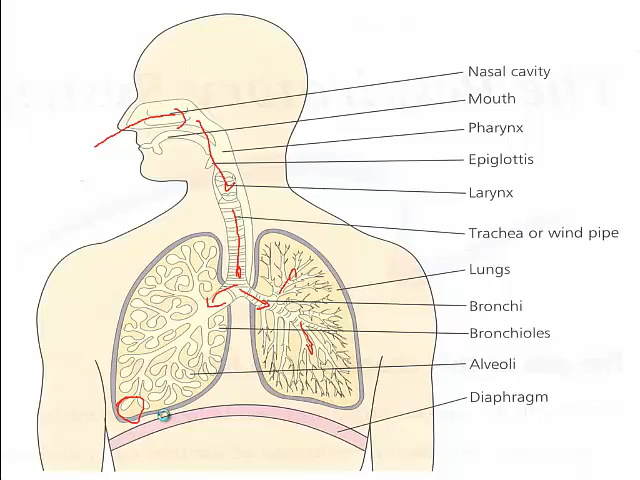 Nasal cavity
Mouth
Pharynx
Epiglottis
Larynx
Trachea or wind pipe
Lungs
Bronchi
Bronchioles
Alveoli
Diaphragm